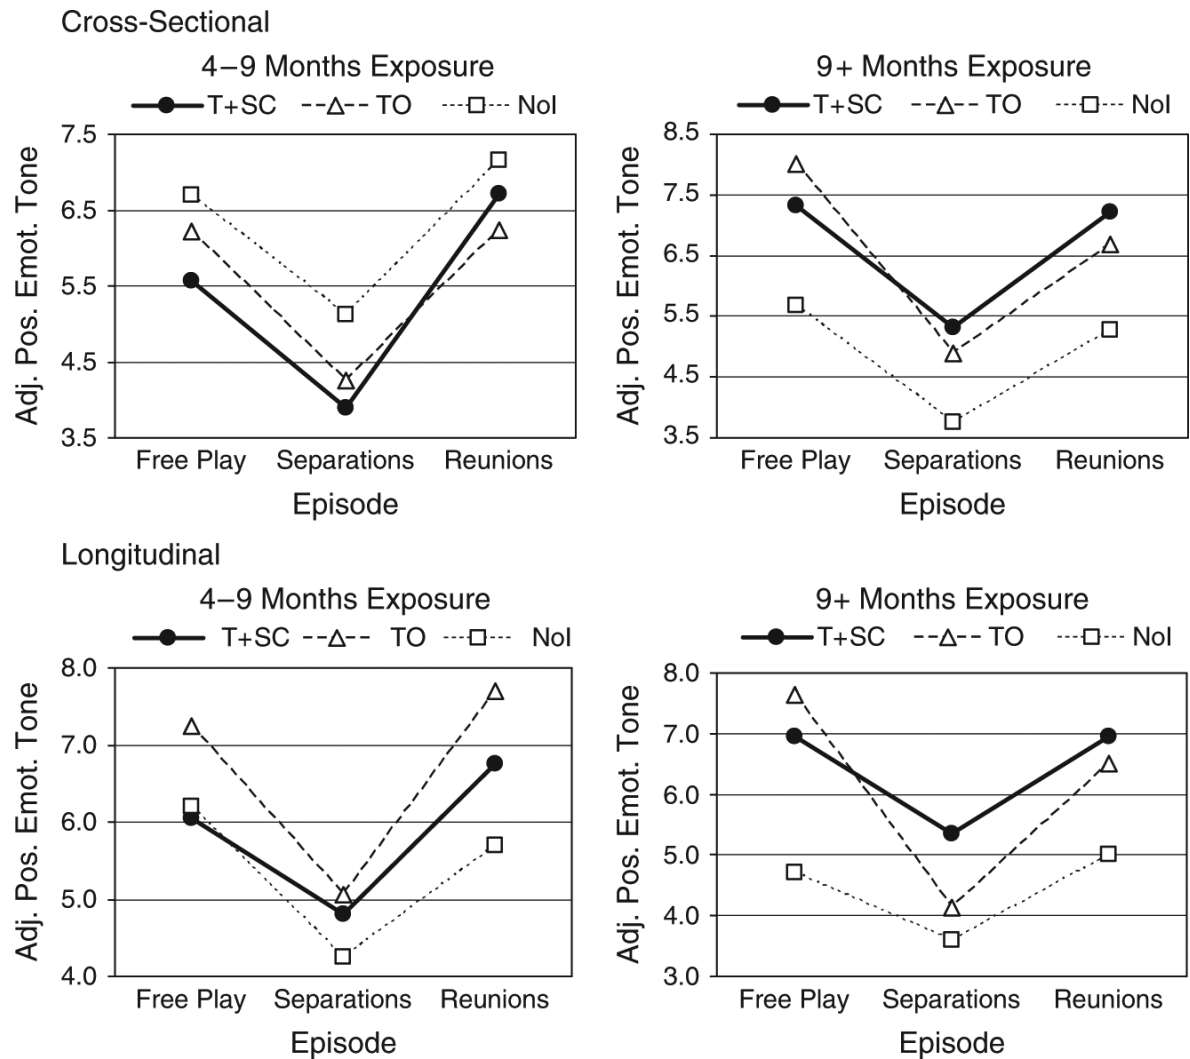 Cross-Sectional
4–9 Months Exposure
T+SC TO NoI
Adj. Pos. Emot. Tone
7.5
6.5
5.5
4.5
3.5
Free Play Separations Reunions
Episode
9+ Months Exposure
T+SC TO NoI
Adj. Pos. Emot. Tone
8.5
7.5
6.5
5.5
4.5
3.5
Free Play Separations Reunions
Episode
Longitudinal
4–9 Months Exposure
T+SC TO NoI
Adj. Pos. Emot. Tone
8.0
7.0
6.0
5.0
4.0
Free Play Separations Reunions
Episode
9+ Months Exposure
T+SC TO NoI
Adj. Pos. Emot. Tone
8.0
7.0
6.0
5.0
4.0
3.0
Free Play Separations Reunions
Episode